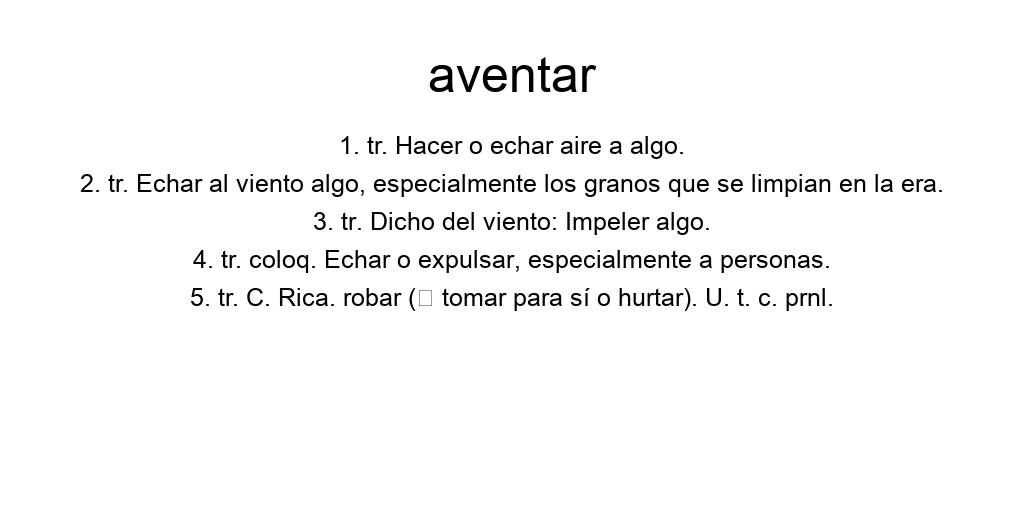 aventar
1. tr. Hacer o echar aire a algo.
2. tr. Echar al viento algo, especialmente los granos que se limpian en la era.
3. tr. Dicho del viento: Impeler algo.
4. tr. coloq. Echar o expulsar, especialmente a personas.
5. tr. C. Rica. robar (□ tomar para sí o hurtar). U. t. c. prnl.